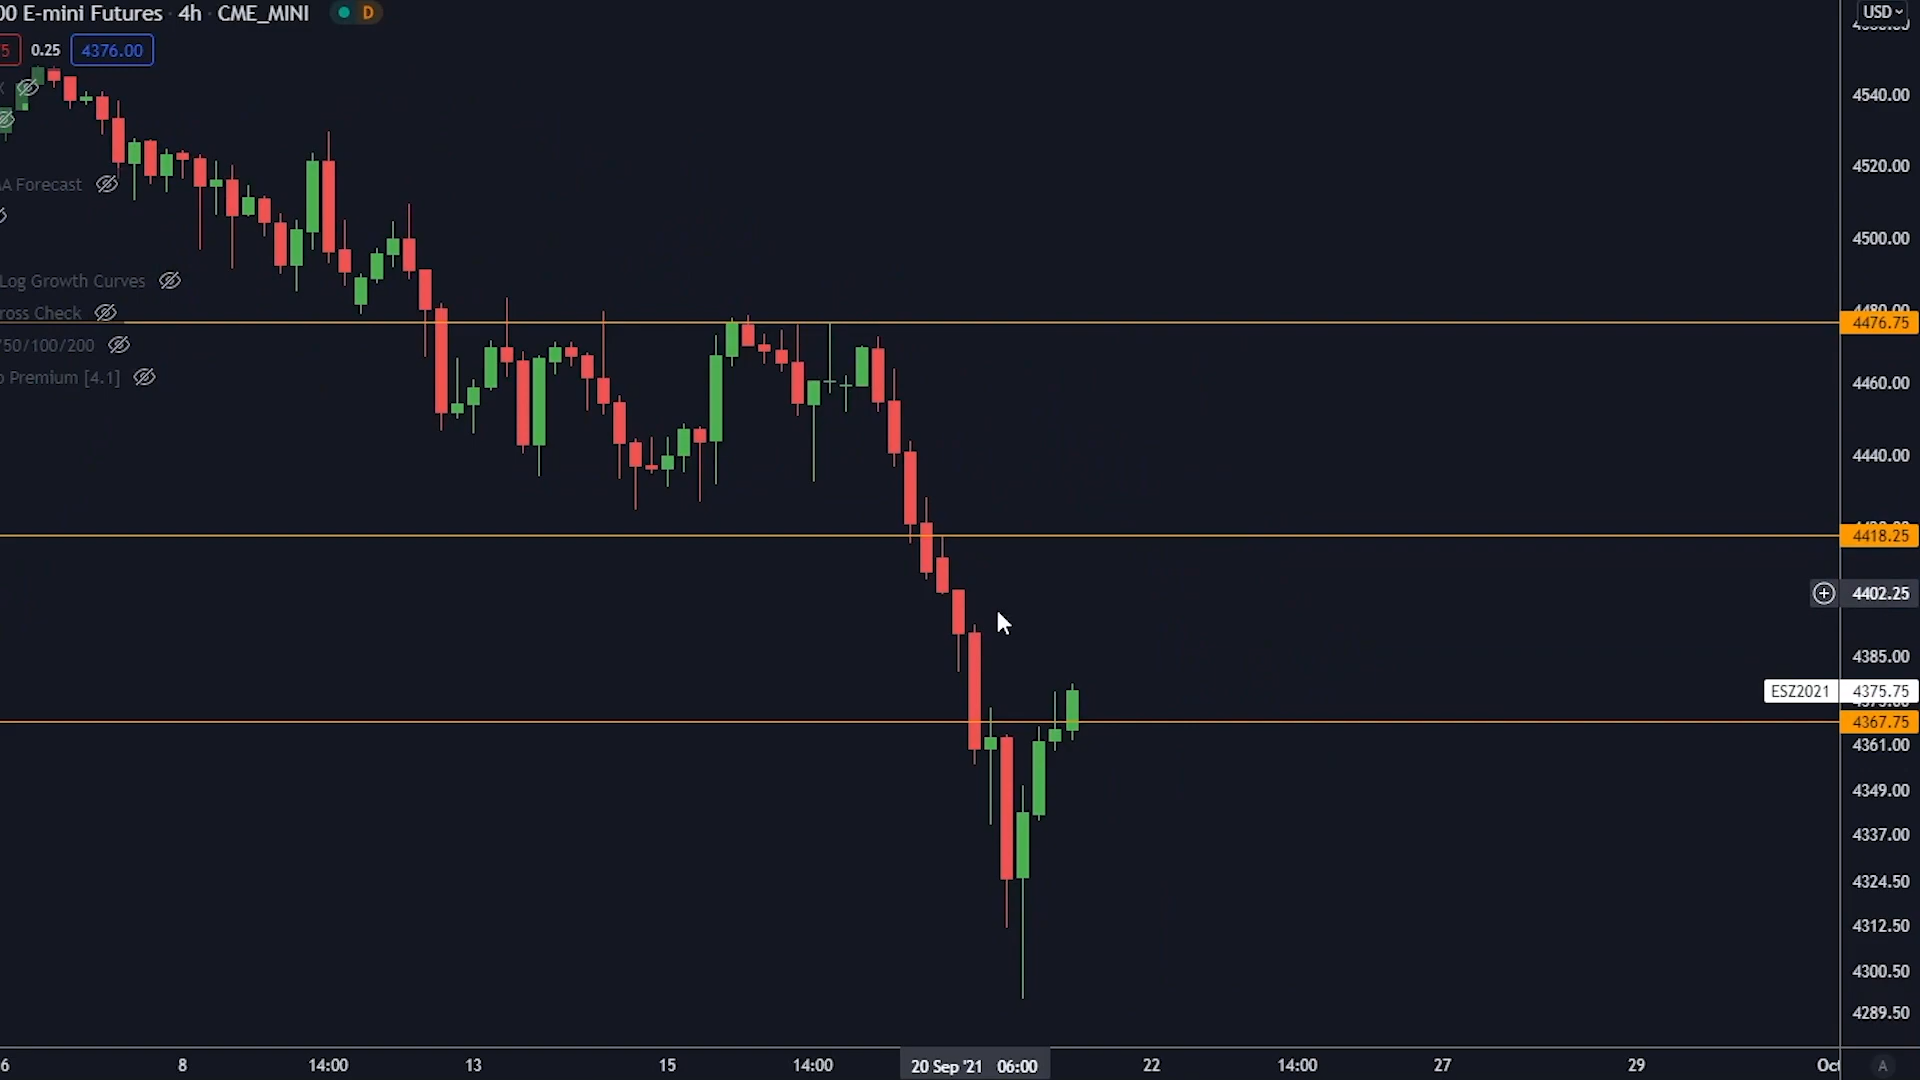 00 E-mini Futures · 4h · CME_MINI D
5 0.25 4376.00
A Forecast
Log Growth Curves
ross Check
/50/100/200
o Premium [4.1]
USD
4540.00
4520.00
4500.00
4480.00
4476.75
4460.00
4440.00
4418.25
4402.25
4385.00
ESZ2021 4375.75
4367.75
4361.00
4349.00
4337.00
4324.50
4312.50
4300.50
4289.50
6 8 14:00 13 15 14:00 20 Sep '21 06:00 22 14:00 27 29 Oct A